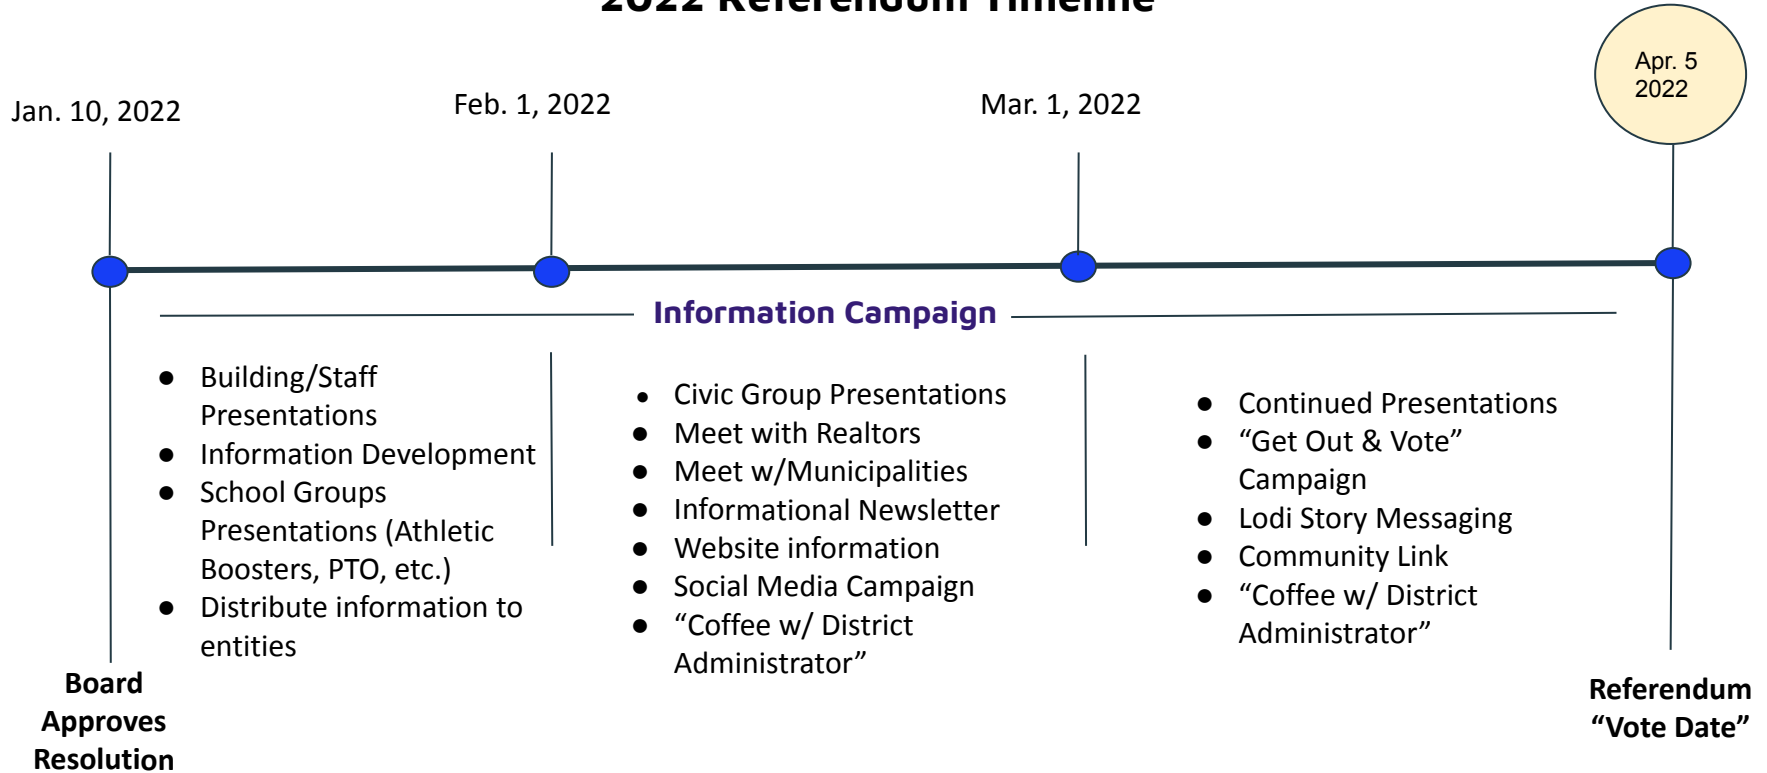 2022 Referendum Timeline
Jan. 10, 2022
Feb. 1, 2022
Mar. 1, 2022
Apr. 5
2022
Information Campaign
● Building/Staff
Presentations
● Information Development
● School Groups
Presentations (Athletic
Boosters, PTO, etc.)
● Distribute information to
entities
● Civic Group Presentations
● Meet with Realtors
● Meet w/Municipalities
● Informational Newsletter
● Website information
● Social Media Campaign
● “Coffee w/ District
Administrator”
● Continued Presentations
● “Get Out & Vote”
Campaign
● Lodi Story Messaging
● Community Link
● “Coffee w/ District
Administrator”
Board
Approves
Resolution
Referendum
“Vote Date”